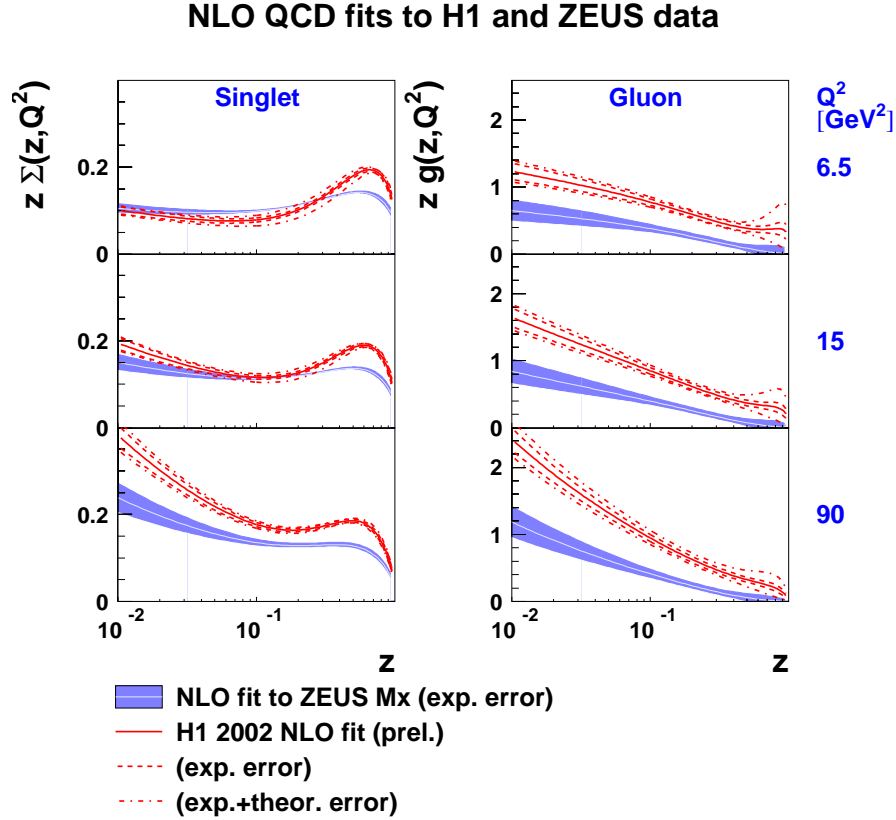 NLO QCD fits to H1 and ZEUS data
z Σ(z,Q²)
z g(z,Q²)
Singlet
Gluon
Q²
[GeV²]
6.5
15
90
0.2
0
0.2
0
0.2
0
2
1
0
2
1
0
2
1
0
10⁻² 10⁻¹
z
10⁻² 10⁻¹
z
NLO fit to ZEUS Mx (exp. error)
H1 2002 NLO fit (prel.)
(exp. error)
(exp.+theor. error)